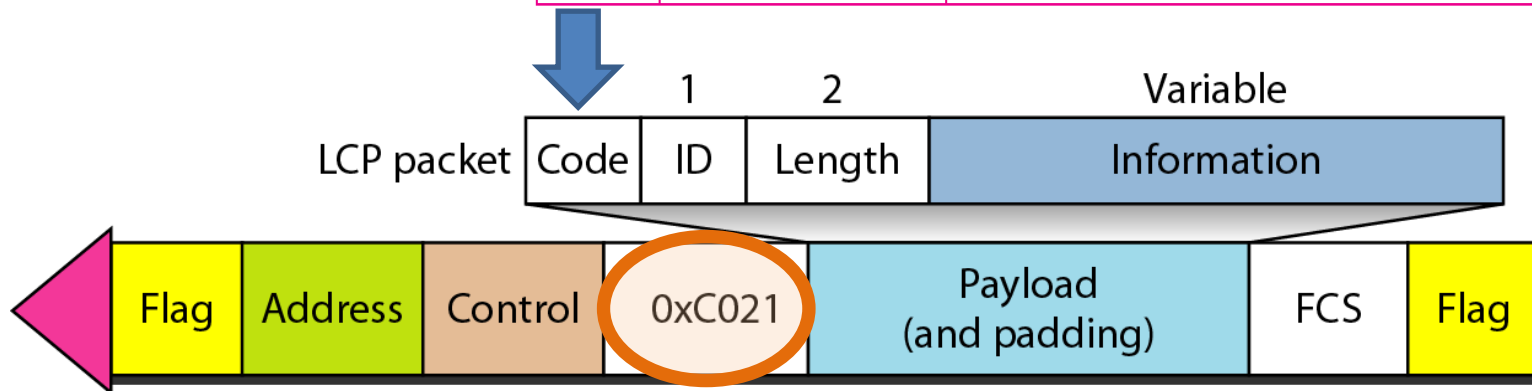 1 2 Variable
LCP packet Code ID Length Information
Flag Address Control 0xC021 Payload (and padding) FCS Flag